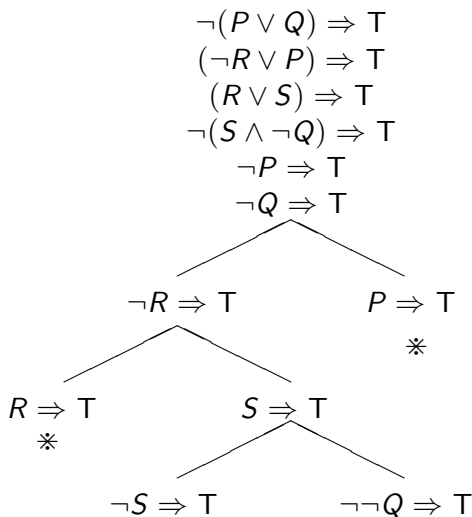 ¬(P ∨ Q) ⇒ T
(¬R ∨ P) ⇒ T
(R ∨ S) ⇒ T
¬(S ∧ ¬Q) ⇒ T
¬P ⇒ T
¬Q ⇒ T
¬R ⇒ T P ⇒ T
※
R ⇒ T S ⇒ T
※
¬S ⇒ T ¬¬Q ⇒ T